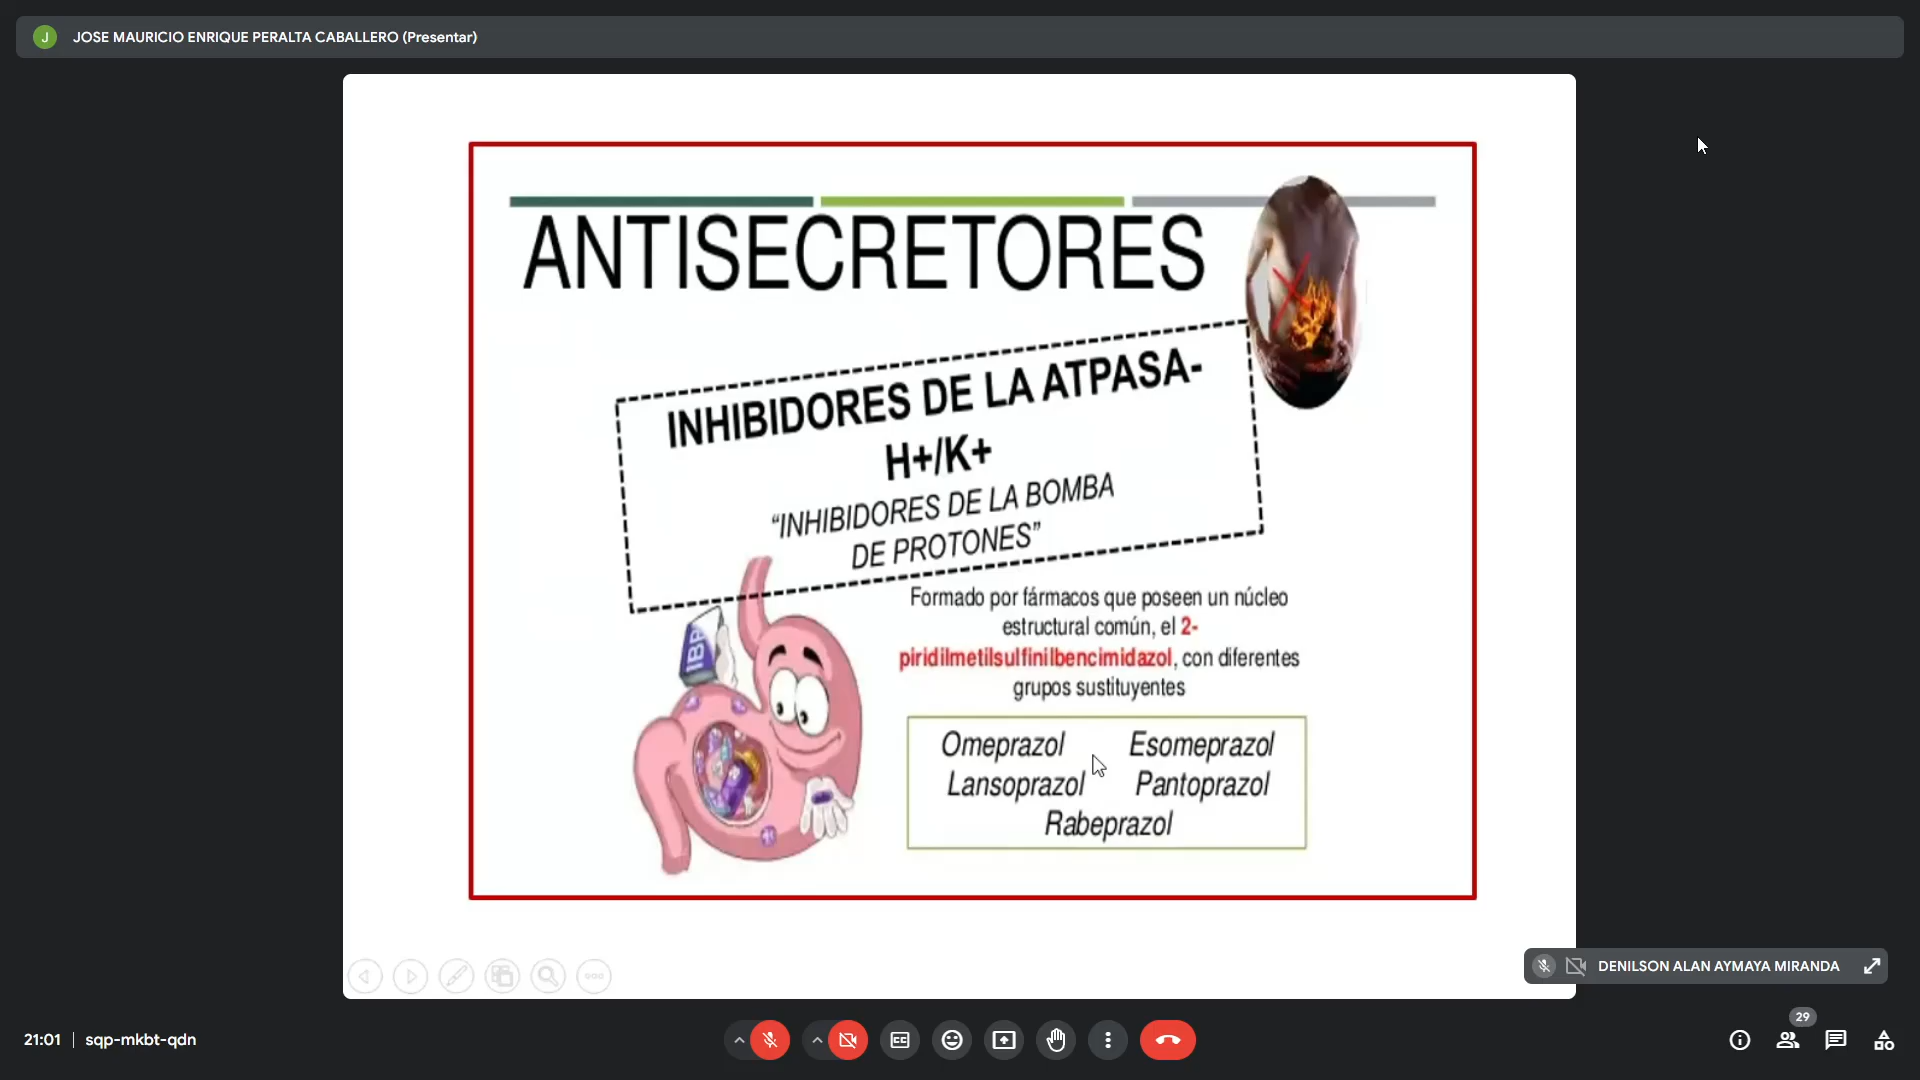 J
JOSE MAURICIO ENRIQUE PERALTA CABALLERO (Presentar)
ANTISECRETORES
INHIBIDORES DE LA ATPASA-
H+/K+
“INHIBIDORES DE LA BOMBA
DE PROTONES”
IBP
Formado por fármacos que poseen un núcleo
estructural común, el 2-
piridilmetilsulfinilbencimidazol, con diferentes
grupos sustituyentes
Omeprazol Esomeprazol
Lansoprazol Pantoprazol
Rabeprazol
DENILSON ALAN AYMAYA MIRANDA
21:01 | sqp-mkbt-qdn
CC
29